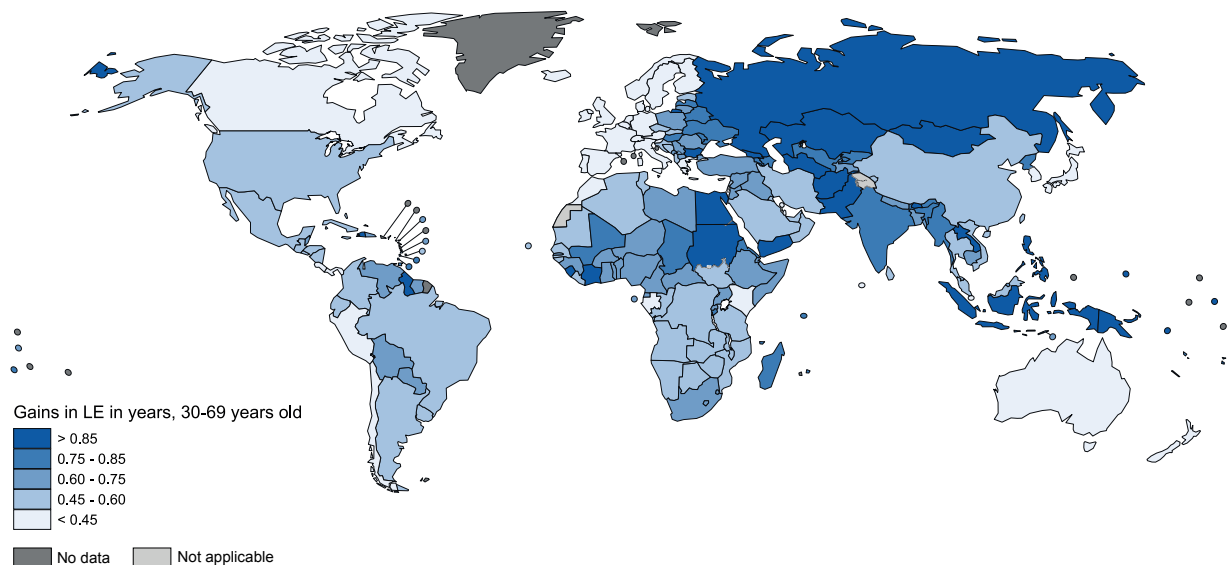 Gains in LE in years, 30-69 years old
> 0.85
0.75 - 0.85
0.60 - 0.75
0.45 - 0.60
< 0.45
No data
Not applicable